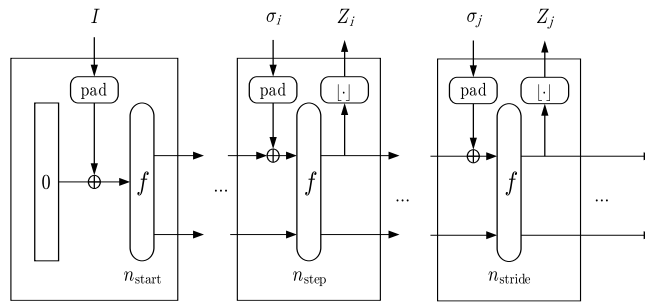 I σ_i Z_i σ_j Z_j
pad pad ⌊·⌋ pad ⌊·⌋
0 f f f
... ... ...
n_start n_step n_stride